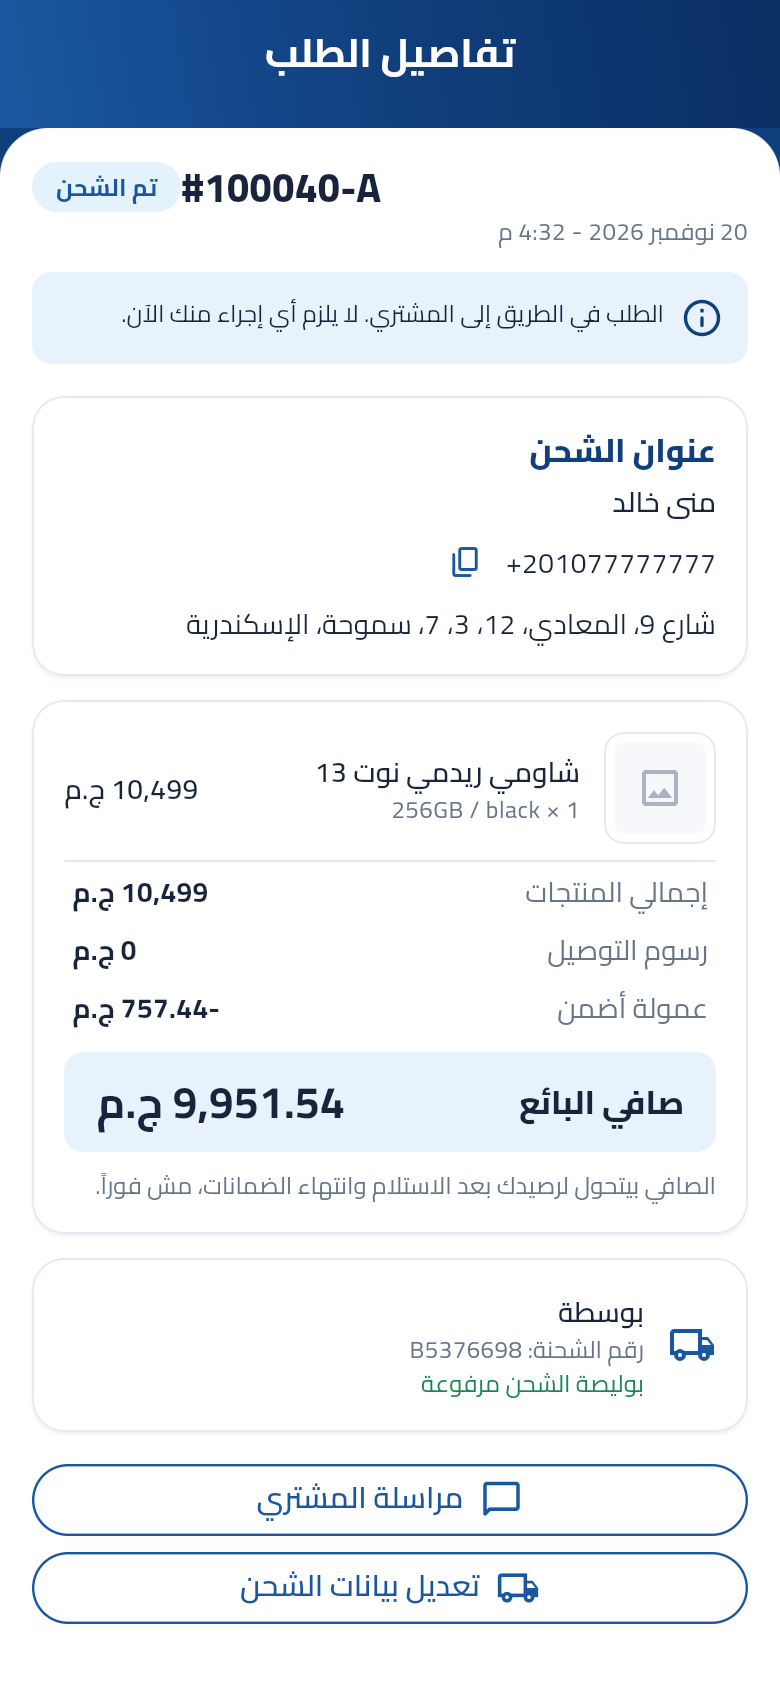 تفاصيل الطلب
#100040-A
تم الشحن
20 نوفمبر 2026 - 4:32 م
الطلب في الطريق إلى المشتري. لا يلزم أي إجراء منك الآن.
عنوان الشحن
منى خالد
+201077777777
شارع 9، المعادي، 12، 3، 7، سموحة، الإسكندرية
شاومي ريدمي نوت 13
256GB / black × 1
10,499 ج.م
إجمالي المنتجات 10,499 ج.م
رسوم التوصيل 0 ج.م
عمولة أضمن -757.44 ج.م
صافي البائع 9,951.54 ج.م
الصافي بيتحول لرصيدك بعد الاستلام وانتهاء الضمانات، مش فوراً.
بوسطة
رقم الشحنة: B5376698
بوليصة الشحن مرفوعة
مراسلة المشتري
تعديل بيانات الشحن